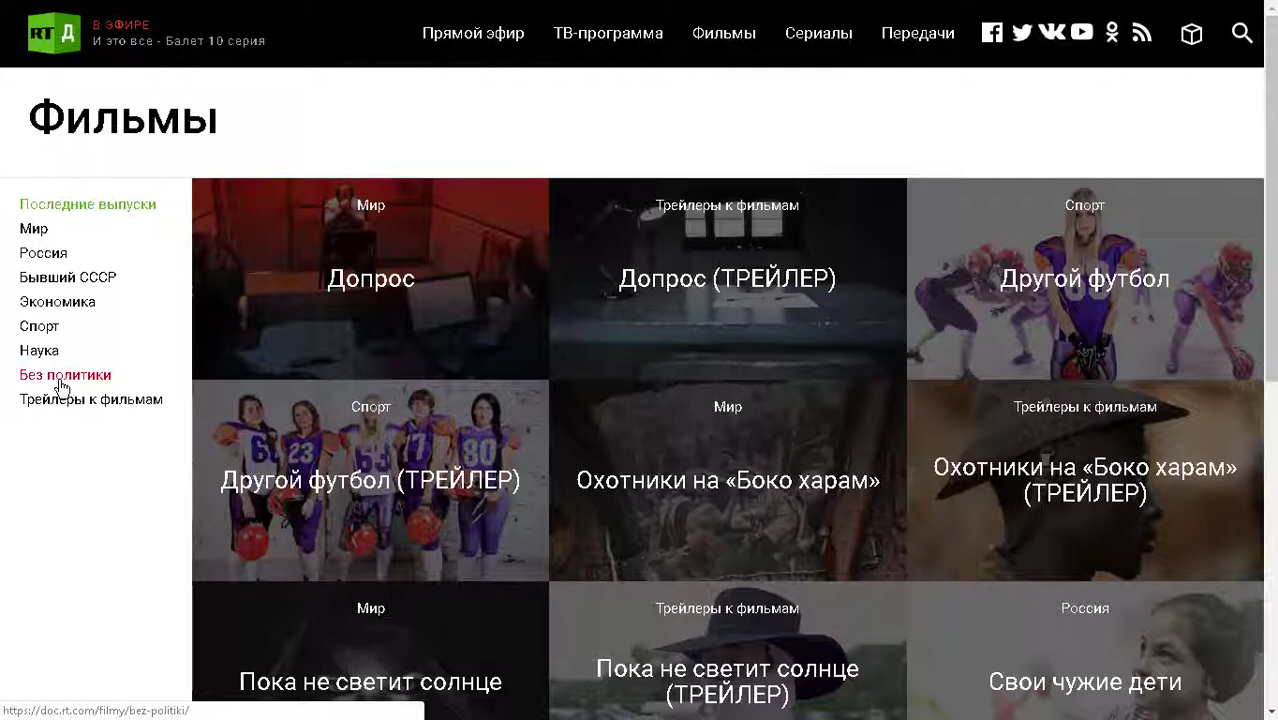 RT Д
В ЭФИРЕ
И это все - Балет 10 серия
Прямой эфир ТВ-программа Фильмы Сериалы Передачи
Фильмы
Последние выпуски
Мир
Россия
Бывший СССР
Экономика
Спорт
Наука
Без политики
Трейлеры к фильмам
Мир
Допрос
Трейлеры к фильмам
Допрос (ТРЕЙЛЕР)
Спорт
Другой футбол
Спорт
Другой футбол (ТРЕЙЛЕР)
Мир
Охотники на «Боко харам»
Трейлеры к фильмам
Охотники на «Боко харам»
(ТРЕЙЛЕР)
Мир
Пока не светит солнце
Трейлеры к фильмам
Пока не светит солнце
(ТРЕЙЛЕР)
Россия
Свои чужие дети
https://doc.rt.com/filmy/bez-politiki/